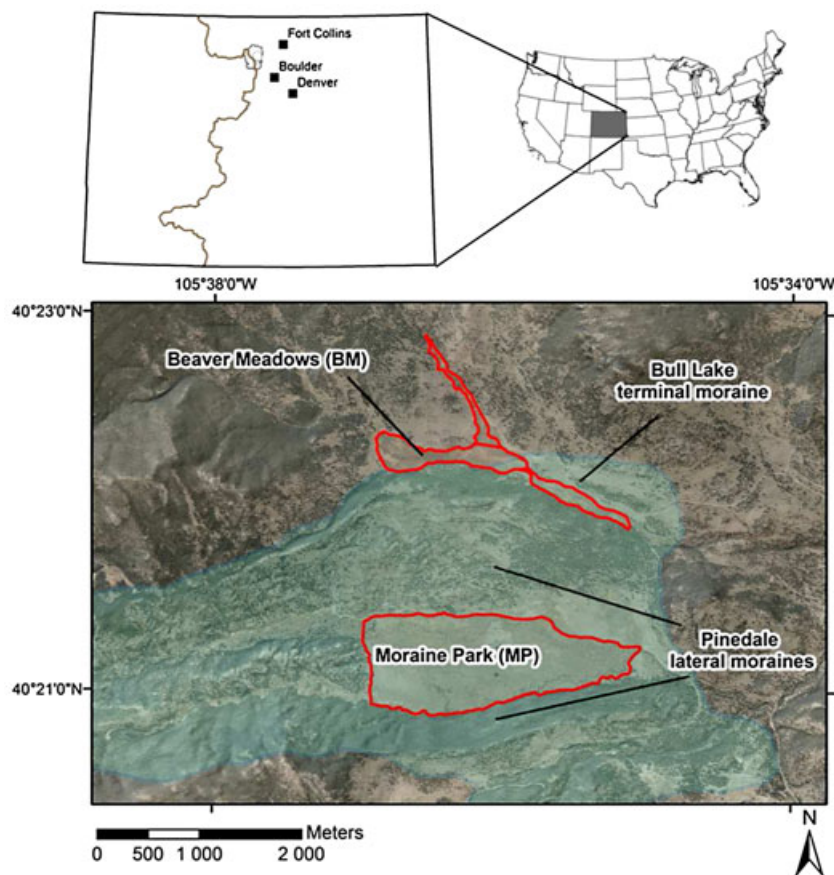 Fort Collins
Boulder
Denver
105°38'0"W
105°34'0"W
40°23'0"N
Beaver Meadows (BM)
Bull Lake
terminal moraine
Moraine Park (MP)
Pinedale
lateral moraines
40°21'0"N
Meters
0 500 1 000 2 000
N